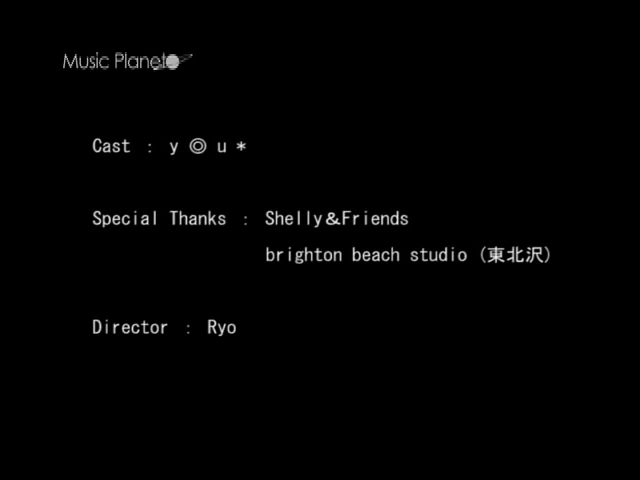 Music Planet
Cast : y ◎ u *
Special Thanks : Shelly＆Friends
brighton beach studio (東北沢)
Director : Ryo